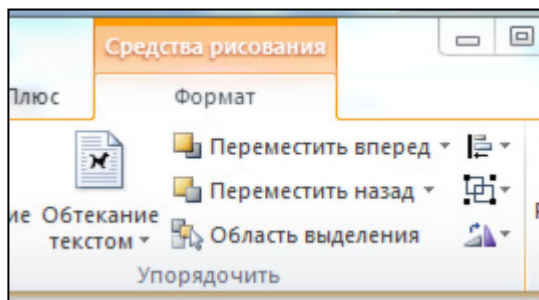 Средства рисования
Плюс
Формат
Переместить вперед
Переместить назад
Обтекание
текстом
Область выделения
Упорядочить